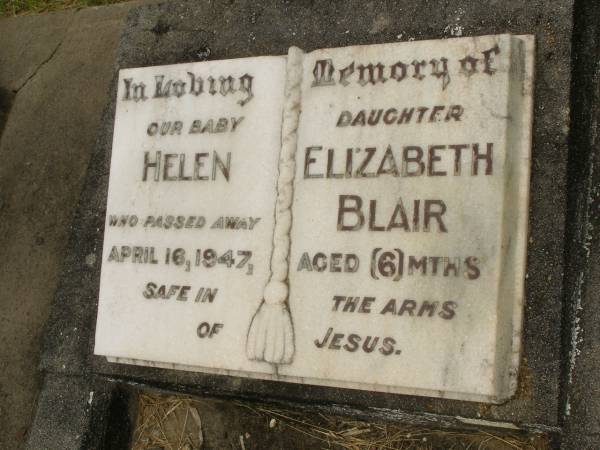 In Loving Memory of
OUR BABY DAUGHTER
HELEN ELIZABETH
BLAIR
WHO PASSED AWAY
APRIL 16, 1947, AGED (6) MTHS
SAFE IN THE ARMS
OF JESUS.